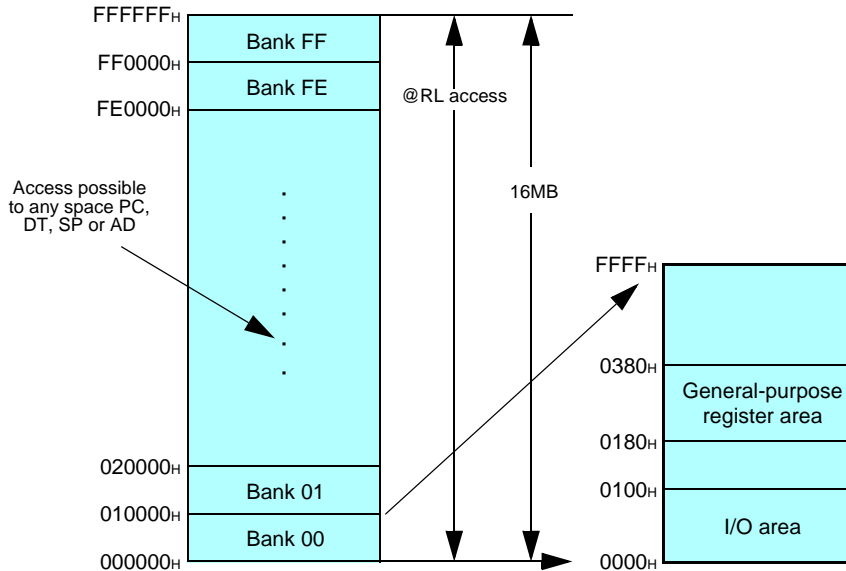 FFFFFFH
Bank FF
FF0000H
Bank FE
FE0000H
@RL access
16MB
Access possible
to any space PC,
DT, SP or AD
020000H
Bank 01
010000H
Bank 00
000000H
FFFFH
0380H
General-purpose
register area
0180H
0100H
I/O area
0000H